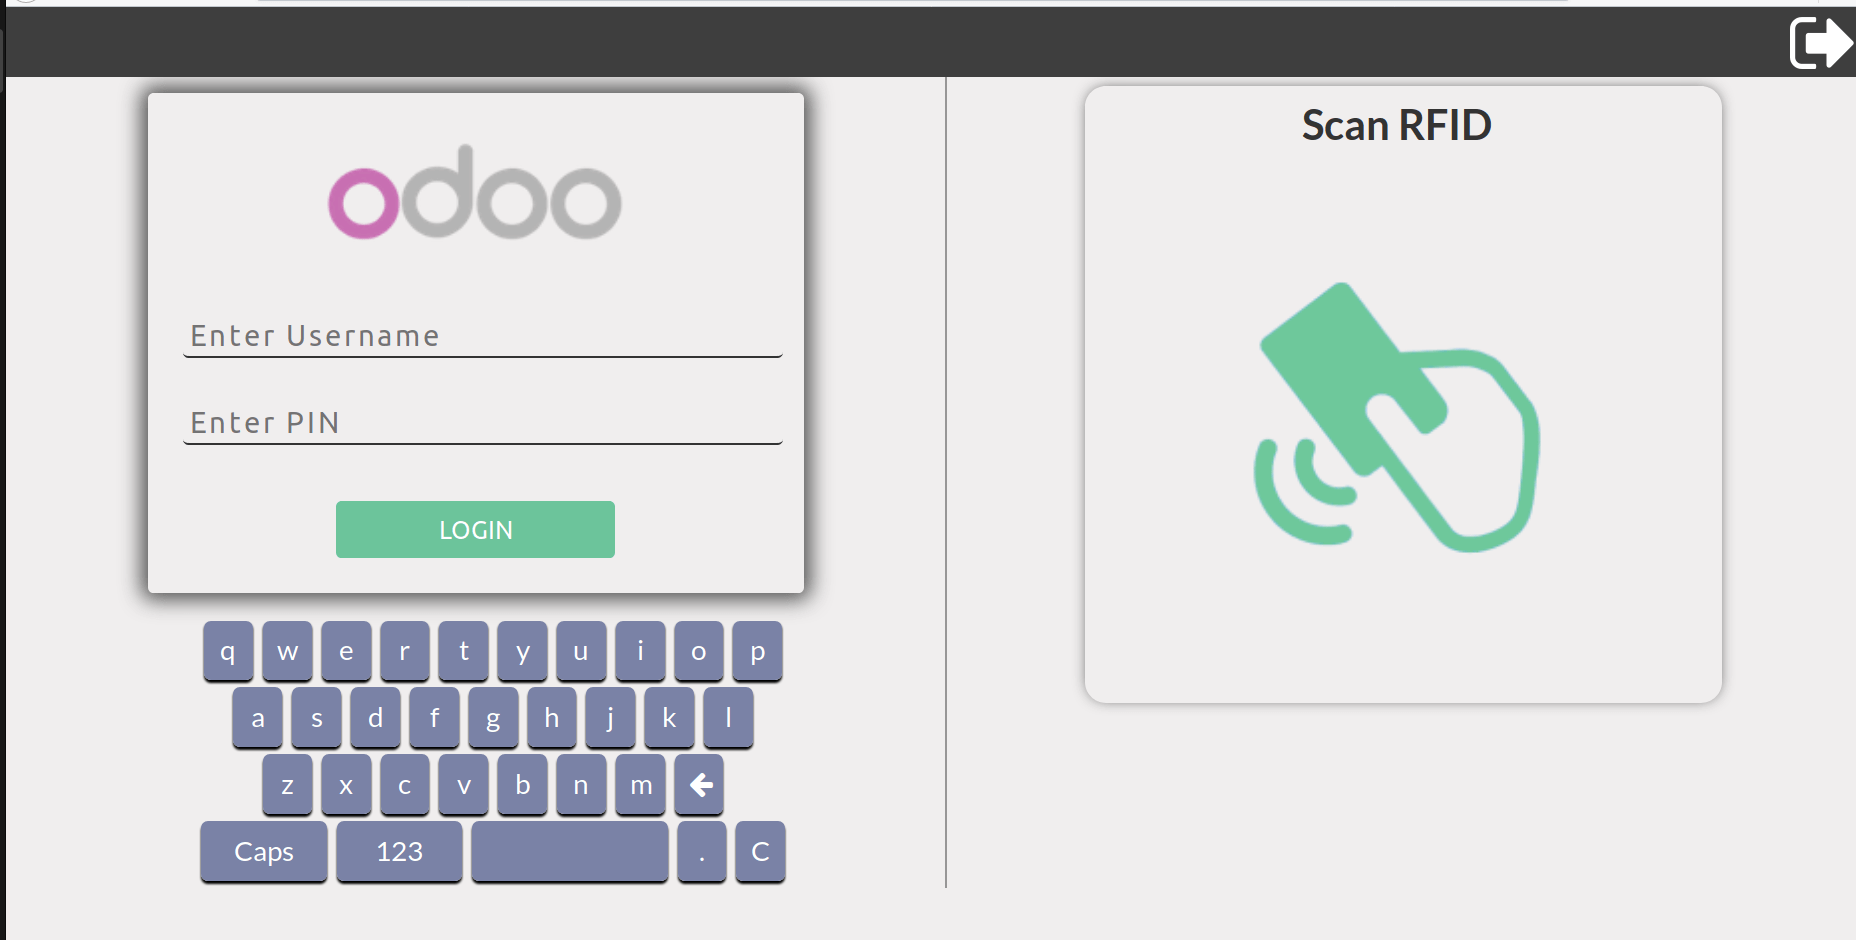 odoo
Enter Username
Enter PIN
LOGIN
q w e r t y u i o p
a s d f g h j k l
z x c v b n m
Caps 123 . C
Scan RFID